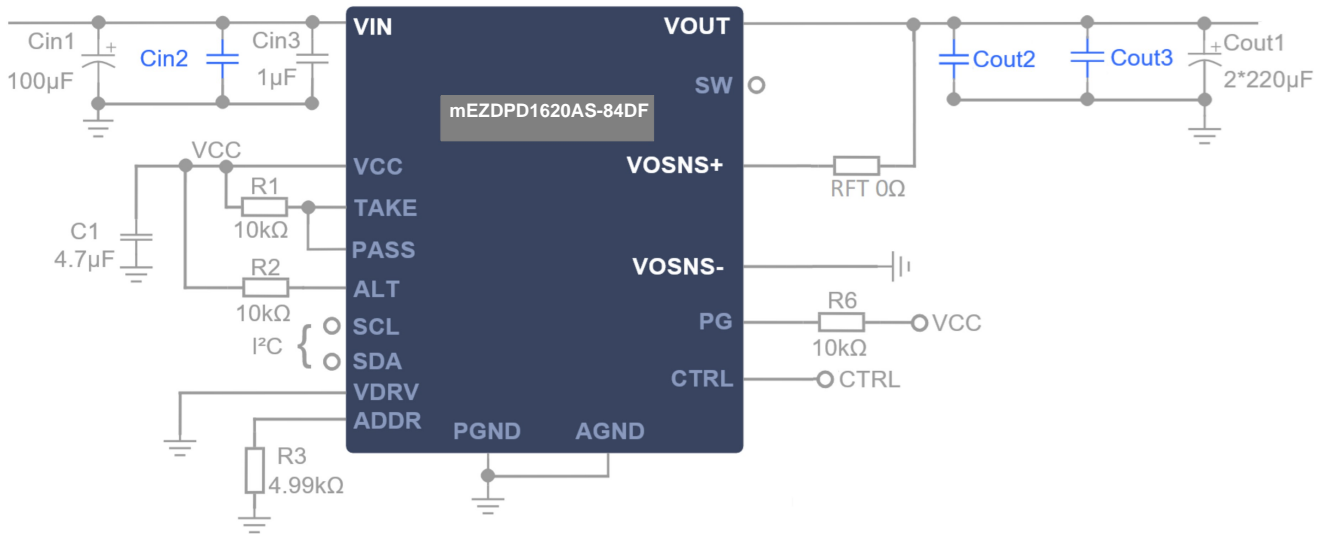 VIN
VOUT
Cin1
Cin2
Cin3
100µF
1µF
Cout2
Cout3
Cout1
2*220µF
SW
mEZDPD1620AS-84DF
VCC
VCC
VOSNS+
RFT 0Ω
R1
TAKE
10kΩ
C1
4.7µF
PASS
R2
ALT
VOSNS-
10kΩ
R6
I²C
SCL
PG
VCC
10kΩ
SDA
CTRL
CTRL
VDRV
ADDR
PGND
AGND
R3
4.99kΩ